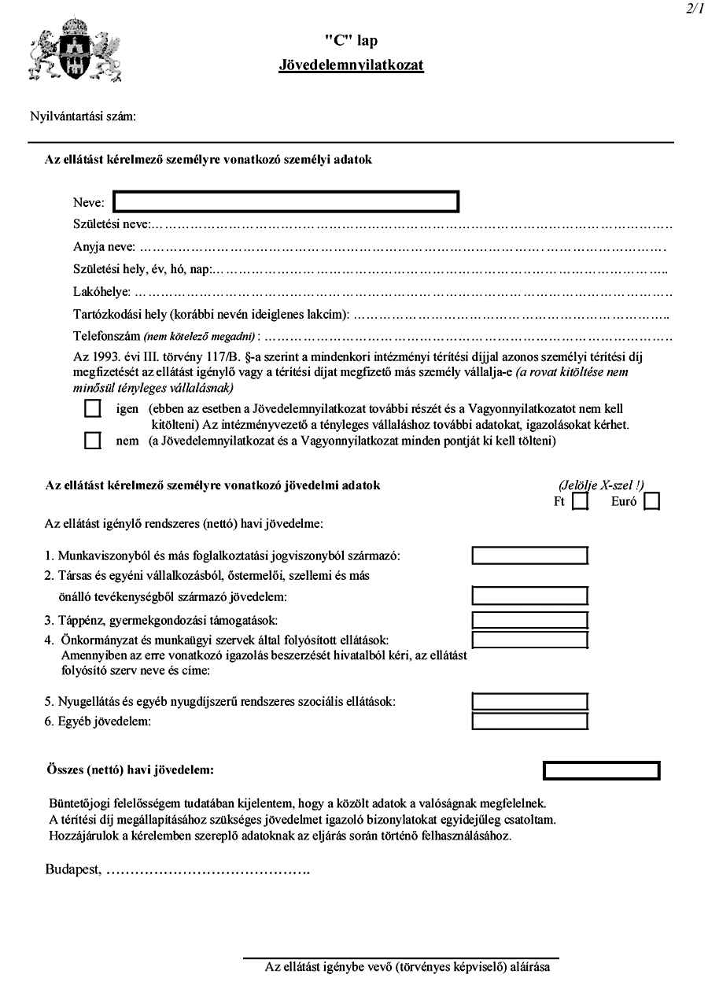 2/1
"C" lap
Jövedelemnyilatkozat
Nyilvántartási szám:
Az ellátást kérelmező személyre vonatkozó személyi adatok
Neve:
Születési neve:……………………………………………………………………………………………………..
Anyja neve: ……………………………………………………………………………………………………….
Születési hely, év, hó, nap:………………………………………………………………………………………..
Lakóhelye: ………………………………………………………………………………………………………..
Tartózkodási hely (korábbi nevén ideiglenes lakcím): ……………………………………………………………..
Telefonszám (nem kötelező megadni) : ………………………………………………………………………………..
Az 1993. évi III. törvény 117/B. §-a szerint a mindenkori intézményi térítési díjjal azonos személyi térítési díj
megfizetését az ellátást igénylő vagy a térítési díjat megfizető más személy vállalja-e (a rovat kitöltése nem
minősül tényleges vállalásnak)
igen (ebben az esetben a Jövedelemnyilatkozat további részét és a Vagyonnyilatkozatot nem kell
kitölteni) Az intézményvezető a tényleges vállaláshoz további adatokat, igazolásokat kérhet.
nem (a Jövedelemnyilatkozat és a Vagyonnyilatkozat minden pontját ki kell tölteni)
Az ellátást kérelmező személyre vonatkozó jövedelmi adatok (Jelölje X-szel !)
Ft Euró
Az ellátást igénylő rendszeres (nettó) havi jövedelme:
1. Munkaviszonyból és más foglalkoztatási jogviszonyból származó:
2. Társas és egyéni vállalkozásból, őstermelői, szellemi és más
önálló tevékenységből származó jövedelem:
3. Táppénz, gyermekgondozási támogatások:
4. Önkormányzat és munkaügyi szervek által folyósított ellátások:
Amennyiben az erre vonatkozó igazolás beszerzését hivatalból kéri, az ellátást
folyósító szerv neve és címe:
5. Nyugellátás és egyéb nyugdíjszerű rendszeres szociális ellátások:
6. Egyéb jövedelem:
Összes (nettó) havi jövedelem:
Büntetőjogi felelősségem tudatában kijelentem, hogy a közölt adatok a valóságnak megfelelnek.
A térítési díj megállapításához szükséges jövedelmet igazoló bizonylatokat egyidejűleg csatoltam.
Hozzájárulok a kérelemben szereplő adatoknak az eljárás során történő felhasználásához.
Budapest, …………………………………….
Az ellátást igénybe vevő (törvényes képviselő) aláírása